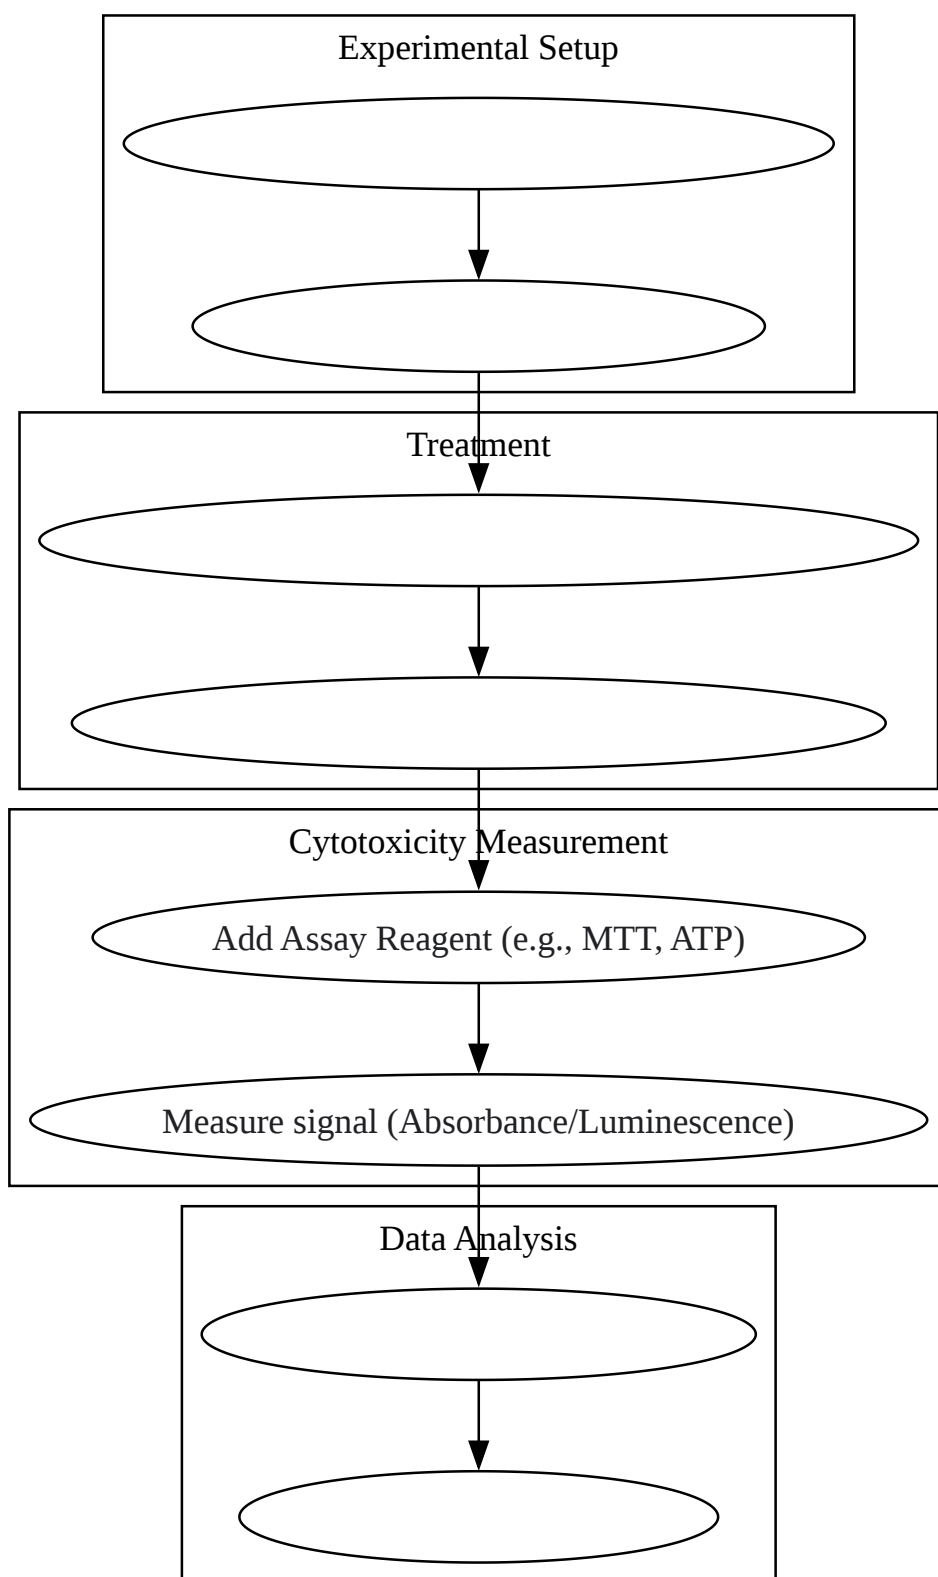 Experimental Setup
Treatment
Cytotoxicity Measurement
Add Assay Reagent (e.g., MTT, ATP)
Measure signal (Absorbance/Luminescence)
Data Analysis